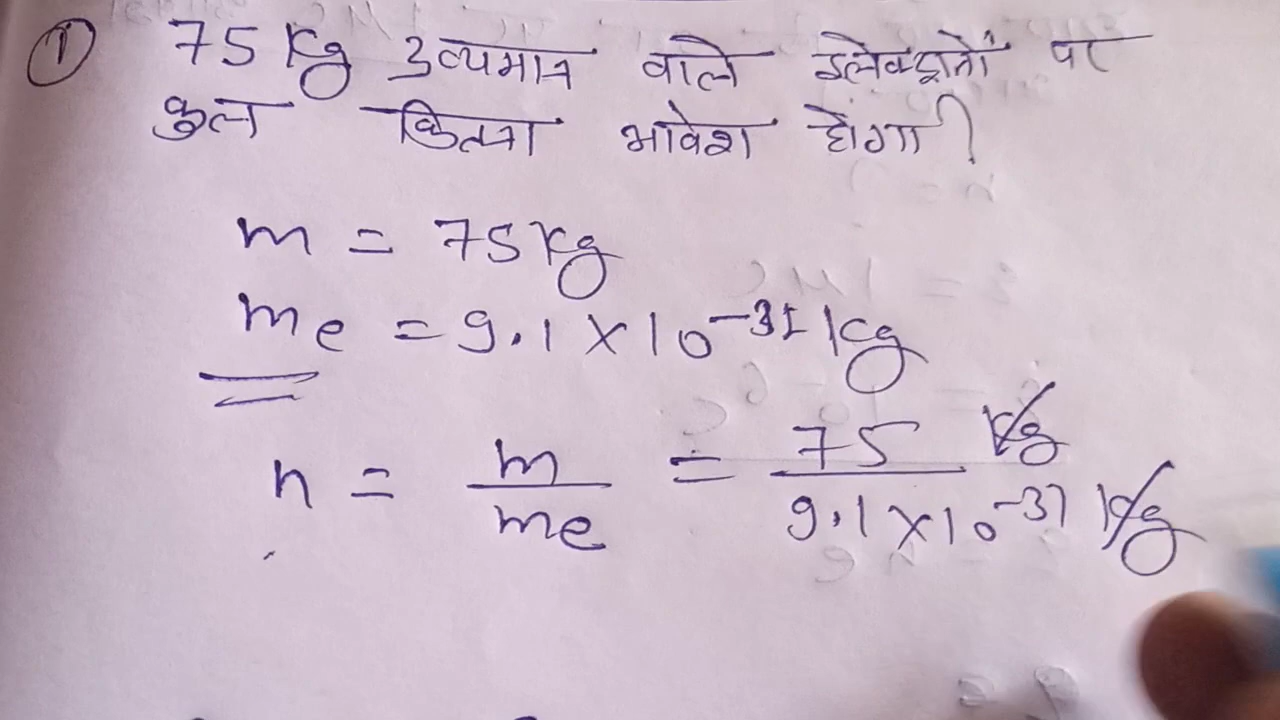 ① 75 Kg द्रव्यमान वाले इलेक्ट्रॉनों पर
कुल कितना आवेश होगा।
m = 75 Kg
me = 9.1 × 10⁻³¹ kg
n = m/me = 75 Kg / 9.1 × 10⁻³¹ Kg